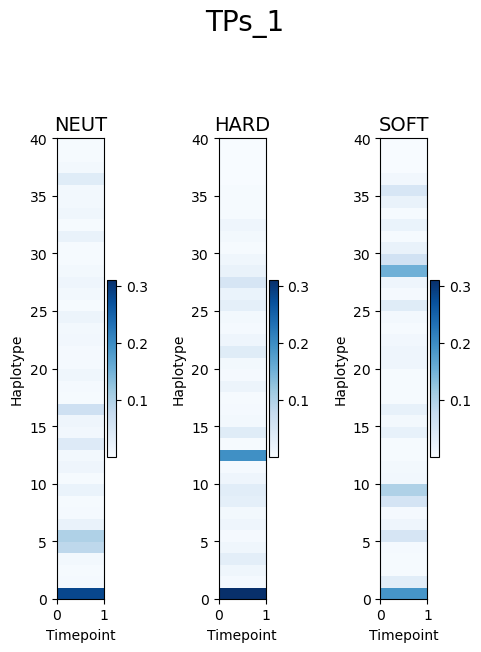 TPs_1
NEUT HARD SOFT
40 40 40
35 35 35
30 30 30
0.3 0.3 0.3
25 25 25
0.2 0.2 0.2
Haplotype Haplotype Haplotype
20 20 20
0.1 0.1 0.1
15 15 15
10 10 10
5 5 5
0 0 0
0 1 0 1 0 1
Timepoint Timepoint Timepoint